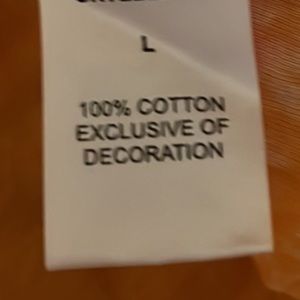 L
100% COTTON
EXCLUSIVE OF
DECORATION